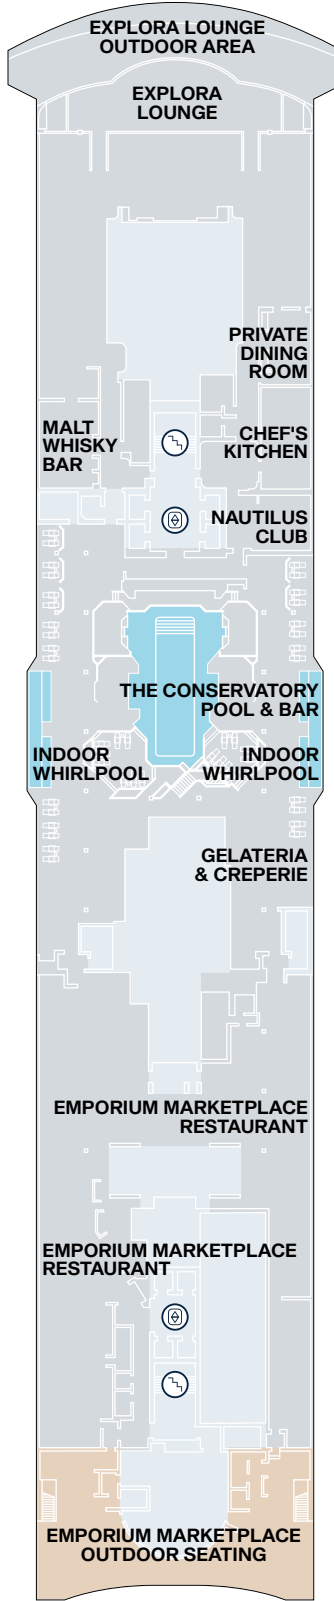 EXPLORA LOUNGE
OUTDOOR AREA
EXPLORA
LOUNGE
PRIVATE
DINING
ROOM
MALT
WHISKY
BAR
CHEF'S
KITCHEN
NAUTILUS
CLUB
THE CONSERVATORY
POOL & BAR
INDOOR
WHIRLPOOL
INDOOR
WHIRLPOOL
GELATERIA
& CREPERIE
EMPORIUM MARKETPLACE
RESTAURANT
EMPORIUM MARKETPLACE
RESTAURANT
EMPORIUM MARKETPLACE
OUTDOOR SEATING